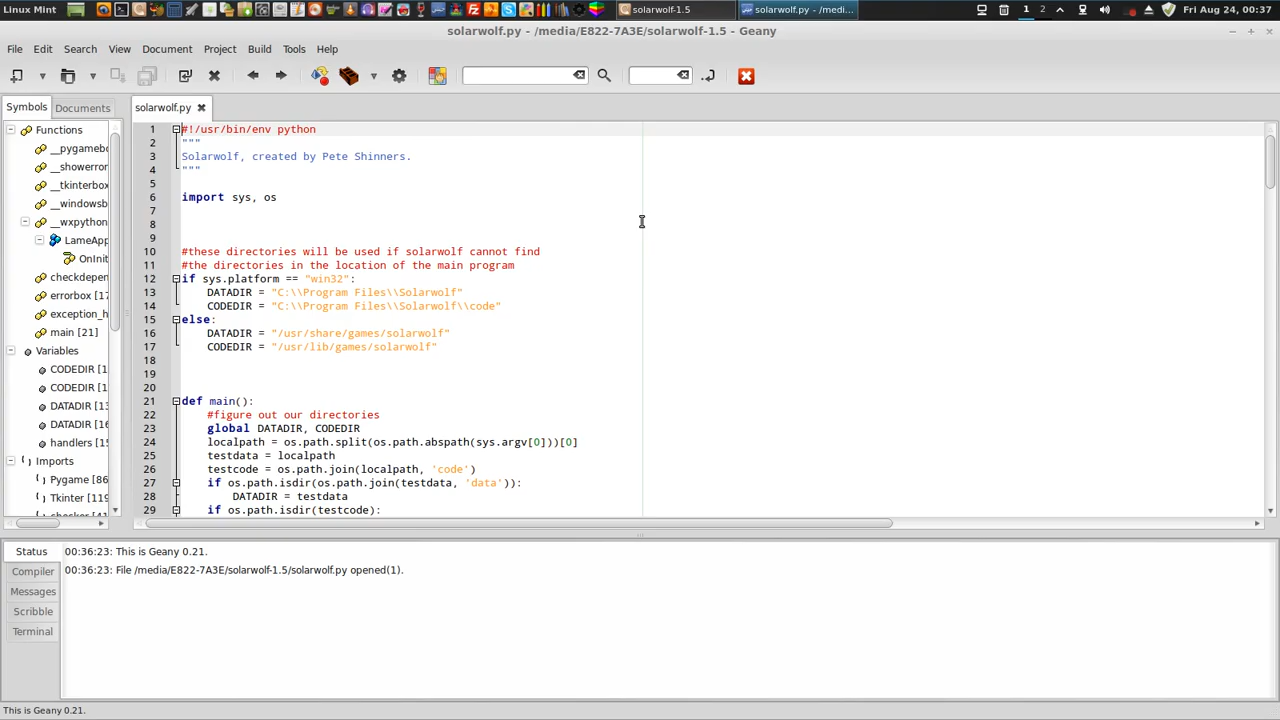 Linux Mint
solarwolf-1.5
solarwolf.py - /medi...
1 2
Fri Aug 24, 00:37
solarwolf.py - /media/E822-7A3E/solarwolf-1.5 - Geany
File Edit Search View Document Project Build Tools Help
Symbols Documents
solarwolf.py
Functions
__pygamebo
__showerror
__tkinterbox
__windowsb
__wxpython
LameApp
OnInit
checkdepen
errorbox [17
exception_h
main [21]
Variables
CODEDIR [1
CODEDIR [1
DATADIR [13
DATADIR [16
handlers [15
Imports
Pygame [86
Tkinter [119
1 #!/usr/bin/env python
2 """
3 Solarwolf, created by Pete Shinners.
4 """
5
6 import sys, os
7
8
9
10 #these directories will be used if solarwolf cannot find
11 #the directories in the location of the main program
12 if sys.platform == "win32":
13 DATADIR = "C:\\Program Files\\Solarwolf"
14 CODEDIR = "C:\\Program Files\\Solarwolf\\code"
15 else:
16 DATADIR = "/usr/share/games/solarwolf"
17 CODEDIR = "/usr/lib/games/solarwolf"
18
19
20
21 def main():
22 #figure out our directories
23 global DATADIR, CODEDIR
24 localpath = os.path.split(os.path.abspath(sys.argv[0]))[0]
25 testdata = localpath
26 testcode = os.path.join(localpath, 'code')
27 if os.path.isdir(os.path.join(testdata, 'data')):
28 DATADIR = testdata
29 if os.path.isdir(testcode):
Status
Compiler
Messages
Scribble
Terminal
00:36:23: This is Geany 0.21.
00:36:23: File /media/E822-7A3E/solarwolf-1.5/solarwolf.py opened(1).
This is Geany 0.21.